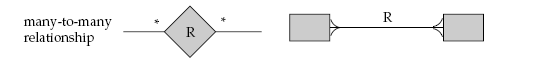 many-to-many
relationship
* R *
R